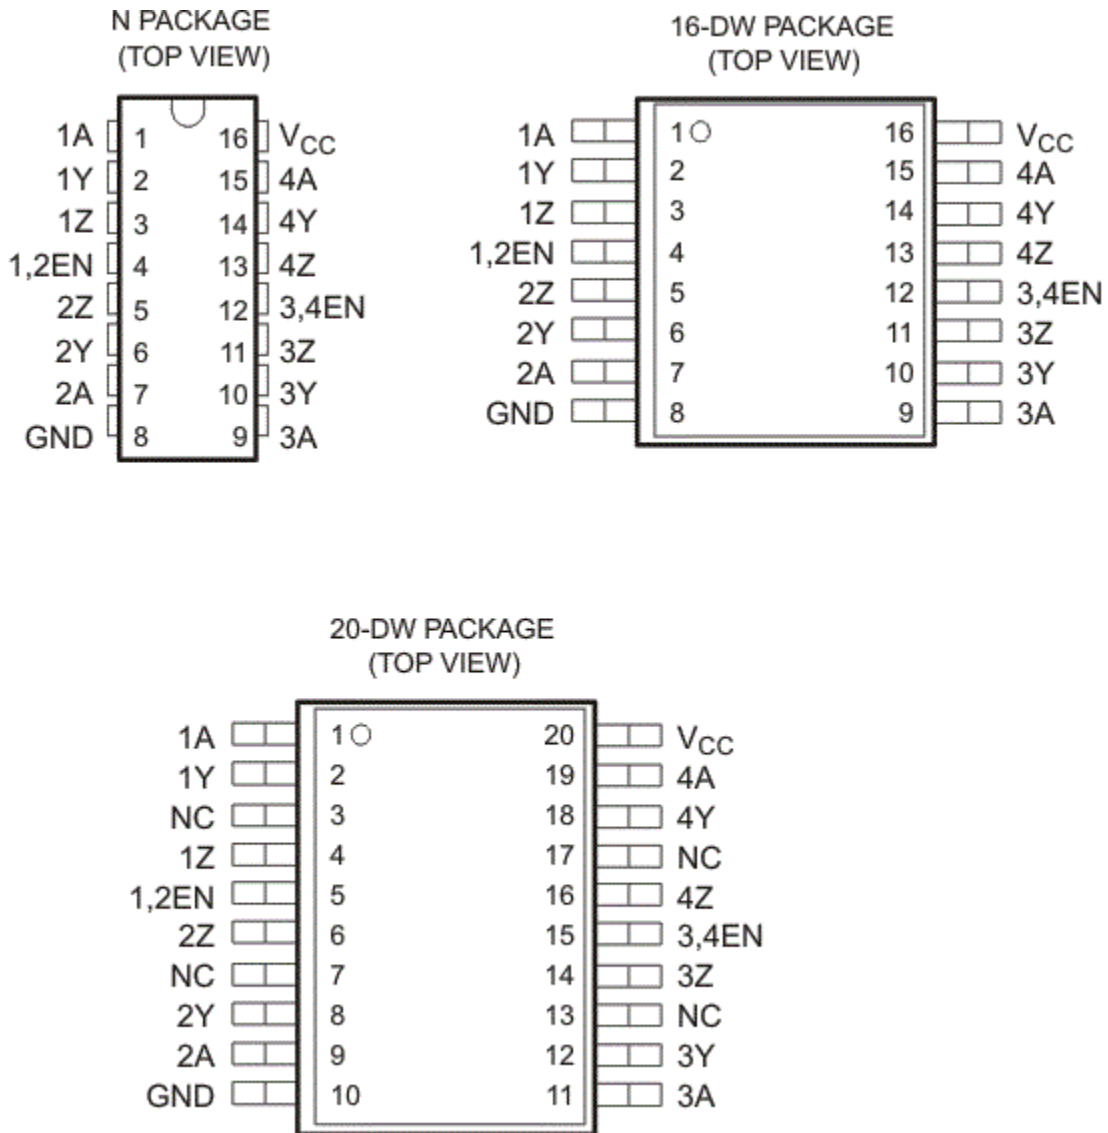 N PACKAGE
(TOP VIEW)
1A 1 16 VCC
1Y 2 15 4A
1Z 3 14 4Y
1,2EN 4 13 4Z
2Z 5 12 3,4EN
2Y 6 11 3Z
2A 7 10 3Y
GND 8 9 3A
16-DW PACKAGE
(TOP VIEW)
1A 1 16 VCC
1Y 2 15 4A
1Z 3 14 4Y
1,2EN 4 13 4Z
2Z 5 12 3,4EN
2Y 6 11 3Z
2A 7 10 3Y
GND 8 9 3A
20-DW PACKAGE
(TOP VIEW)
1A 1 20 VCC
1Y 2 19 4A
NC 3 18 4Y
1Z 4 17 NC
1,2EN 5 16 4Z
2Z 6 15 3,4EN
NC 7 14 3Z
2Y 8 13 NC
2A 9 12 3Y
GND 10 11 3A